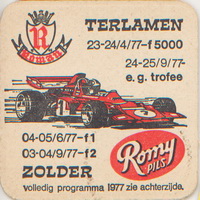 R
Roman
TERLAMEN
23-24/4/77-f 5000
24-25/9/77-
e.g. trofee
04-05/6/77-f1
03-04/9/77-f2
Romy
PILS
ZOLDER
volledig programma 1977 zie achterzijde.